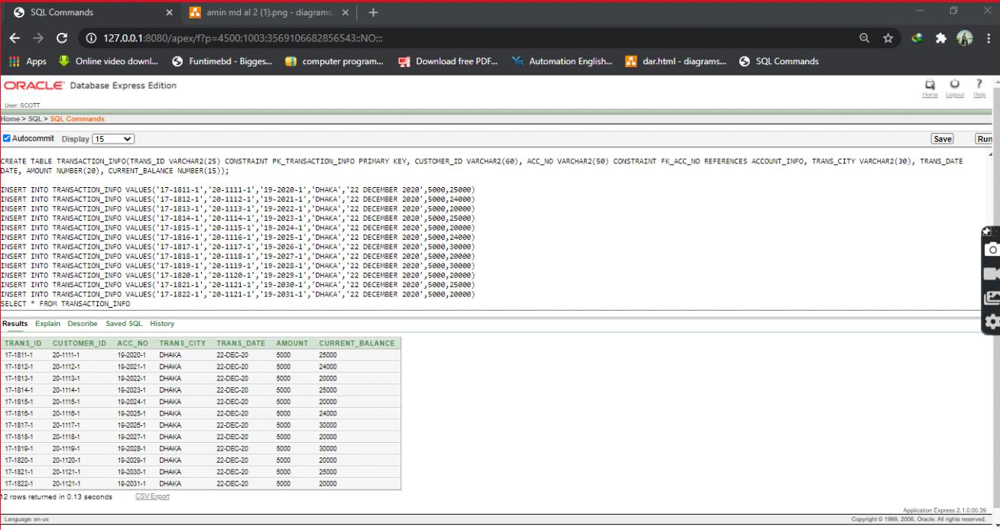 SQL Commands
amin md al 2 (1).png - diagrams.
127.0.0.1:8080/apex/f?p=4500:1003:3569106682856543::NO:::
Apps Online video downl... Funtimebd - Bigges... computer program... Download free PDF... Automation English... dar.html - diagrams... SQL Commands
ORACLE Database Express Edition
Home Logout Help
User: SCOTT
Home > SQL > SQL Commands
Autocommit Display 15 Save Run
CREATE TABLE TRANSACTION_INFO(TRANS_ID VARCHAR2(25) CONSTRAINT PK_TRANSACTION_INFO PRIMARY KEY, CUSTOMER_ID VARCHAR2(60), ACC_NO VARCHAR2(50) CONSTRAINT FK_ACC_NO REFERENCES ACCOUNT_INFO, TRANS_CITY VARCHAR2(30), TRANS_DATE
DATE, AMOUNT NUMBER(20), CURRENT_BALANCE NUMBER(15));
INSERT INTO TRANSACTION_INFO VALUES('17-1811-1','20-1111-1','19-2020-1','DHAKA','22 DECEMBER 2020',5000,25000)
INSERT INTO TRANSACTION_INFO VALUES('17-1812-1','20-1112-1','19-2021-1','DHAKA','22 DECEMBER 2020',5000,24000)
INSERT INTO TRANSACTION_INFO VALUES('17-1813-1','20-1113-1','19-2022-1','DHAKA','22 DECEMBER 2020',5000,20000)
INSERT INTO TRANSACTION_INFO VALUES('17-1814-1','20-1114-1','19-2023-1','DHAKA','22 DECEMBER 2020',5000,25000)
INSERT INTO TRANSACTION_INFO VALUES('17-1815-1','20-1115-1','19-2024-1','DHAKA','22 DECEMBER 2020',5000,20000)
INSERT INTO TRANSACTION_INFO VALUES('17-1816-1','20-1116-1','19-2025-1','DHAKA','22 DECEMBER 2020',5000,24000)
INSERT INTO TRANSACTION_INFO VALUES('17-1817-1','20-1117-1','19-2026-1','DHAKA','22 DECEMBER 2020',5000,30000)
INSERT INTO TRANSACTION_INFO VALUES('17-1818-1','20-1118-1','19-2027-1','DHAKA','22 DECEMBER 2020',5000,20000)
INSERT INTO TRANSACTION_INFO VALUES('17-1819-1','20-1119-1','19-2028-1','DHAKA','22 DECEMBER 2020',5000,30000)
INSERT INTO TRANSACTION_INFO VALUES('17-1820-1','20-1120-1','19-2029-1','DHAKA','22 DECEMBER 2020',5000,20000)
INSERT INTO TRANSACTION_INFO VALUES('17-1821-1','20-1121-1','19-2030-1','DHAKA','22 DECEMBER 2020',5000,25000)
INSERT INTO TRANSACTION_INFO VALUES('17-1822-1','20-1121-1','19-2031-1','DHAKA','22 DECEMBER 2020',5000,20000)
SELECT * FROM TRANSACTION_INFO
Results Explain Describe Saved SQL History
TRANS_ID CUSTOMER_ID ACC_NO TRANS_CITY TRANS_DATE AMOUNT CURRENT_BALANCE
17-1811-1 20-1111-1 19-2020-1 DHAKA 22-DEC-20 5000 25000
17-1812-1 20-1112-1 19-2021-1 DHAKA 22-DEC-20 5000 24000
17-1813-1 20-1113-1 19-2022-1 DHAKA 22-DEC-20 5000 20000
17-1814-1 20-1114-1 19-2023-1 DHAKA 22-DEC-20 5000 25000
17-1815-1 20-1115-1 19-2024-1 DHAKA 22-DEC-20 5000 20000
17-1816-1 20-1116-1 19-2025-1 DHAKA 22-DEC-20 5000 24000
17-1817-1 20-1117-1 19-2026-1 DHAKA 22-DEC-20 5000 30000
17-1818-1 20-1118-1 19-2027-1 DHAKA 22-DEC-20 5000 20000
17-1819-1 20-1119-1 19-2028-1 DHAKA 22-DEC-20 5000 30000
17-1820-1 20-1120-1 19-2029-1 DHAKA 22-DEC-20 5000 20000
17-1821-1 20-1121-1 19-2030-1 DHAKA 22-DEC-20 5000 25000
17-1822-1 20-1121-1 19-2031-1 DHAKA 22-DEC-20 5000 20000
12 rows returned in 0.13 seconds CSV Export
Application Express 2.1.0.00.39
Language: en-us Copyright © 1999, 2006, Oracle. All rights reserved.